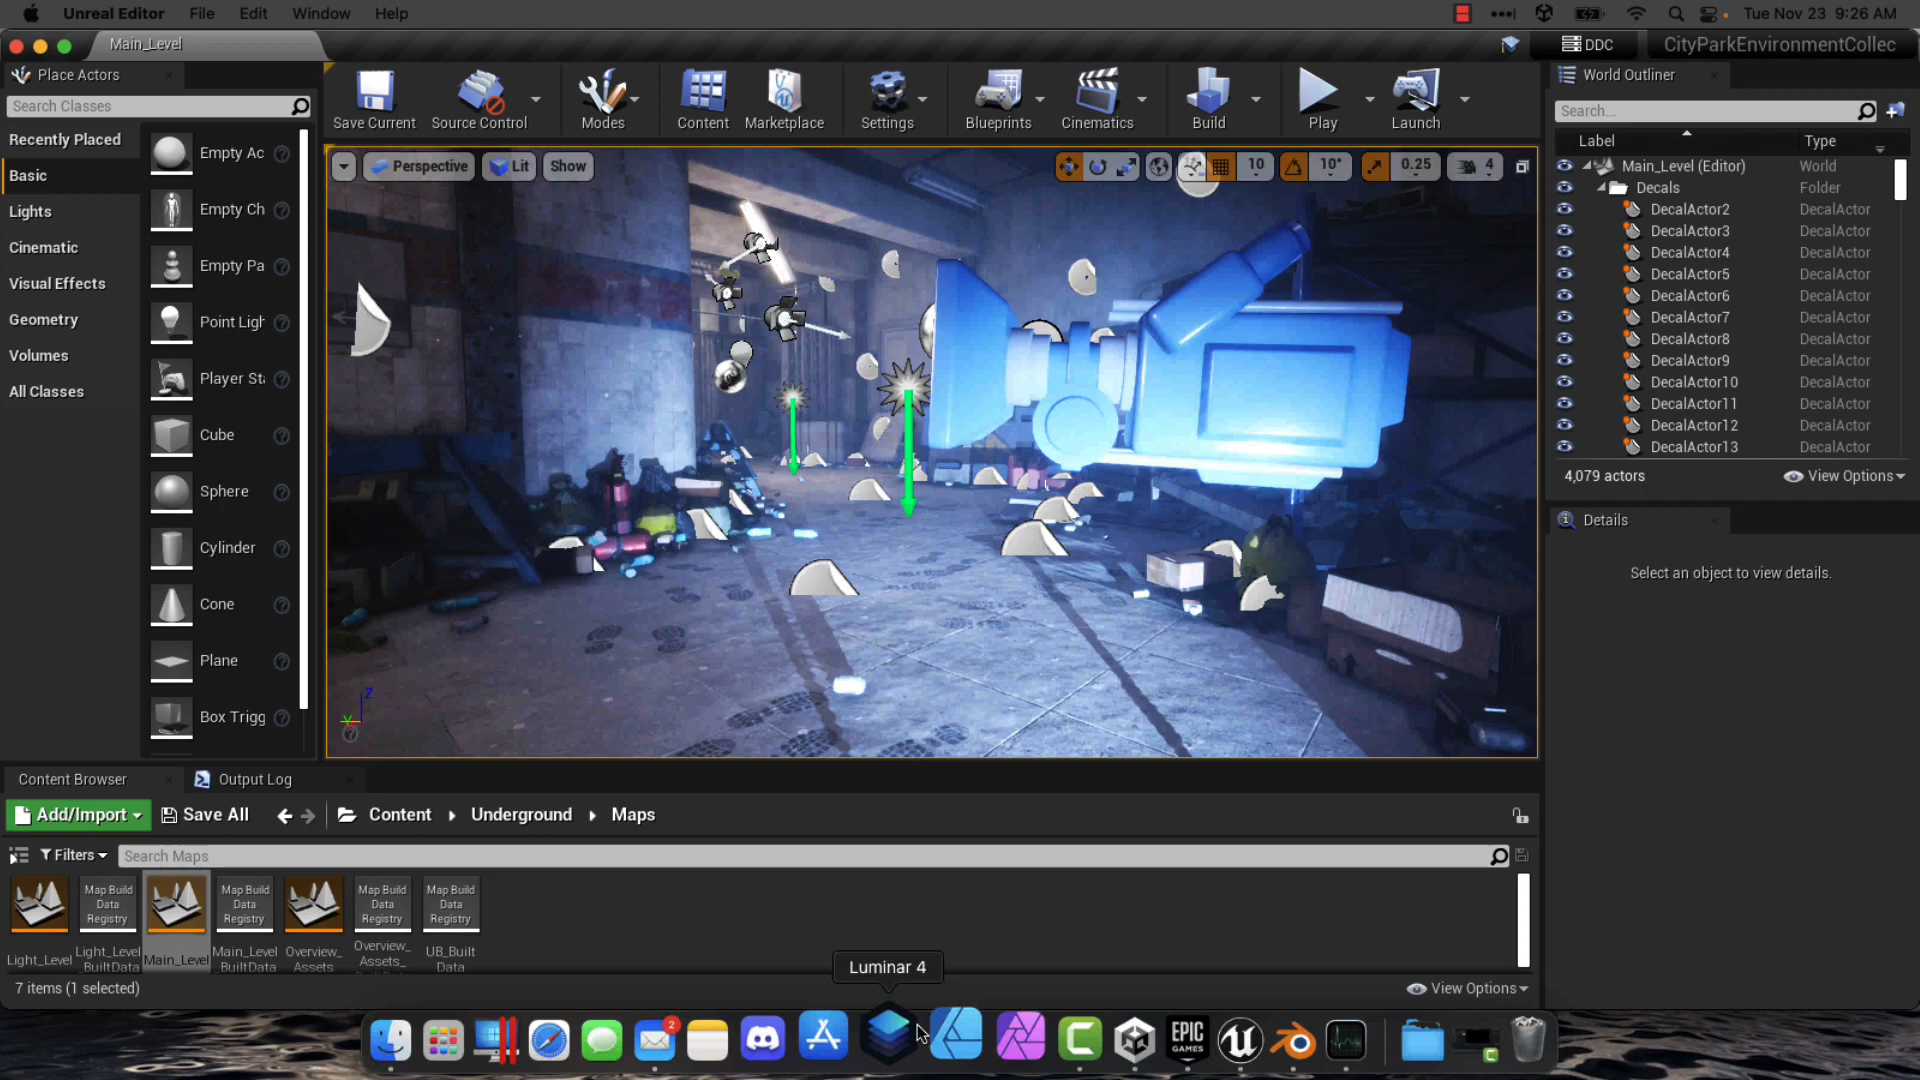 Unreal Editor File Edit Window Help
Tue Nov 23 9:26 AM
Main_Level
DDC
CityParkEnvironmentCollec
Place Actors
Search Classes
Recently Placed
Basic
Lights
Cinematic
Visual Effects
Geometry
Volumes
All Classes
Empty Ac
Empty Ch
Empty Pa
Point Ligh
Player St
Cube
Sphere
Cylinder
Cone
Plane
Box Trigg
Save Current
Source Control
Modes
Content
Marketplace
Settings
Blueprints
Cinematics
Build
Play
Launch
Perspective
Lit
Show
10
10°
0.25
4
Z
Y
World Outliner
Search...
Label Type
Main_Level (Editor) World
Decals Folder
DecalActor2 DecalActor
DecalActor3 DecalActor
DecalActor4 DecalActor
DecalActor5 DecalActor
DecalActor6 DecalActor
DecalActor7 DecalActor
DecalActor8 DecalActor
DecalActor9 DecalActor
DecalActor10 DecalActor
DecalActor11 DecalActor
DecalActor12 DecalActor
DecalActor13 DecalActor
4,079 actors
View Options
Details
Select an object to view details.
Content Browser
Output Log
Add/Import
Save All
Content
Underground
Maps
Filters
Search Maps
Light_Level
Map Build
Data
Registry
Light_Level
_BuiltData
Main_Level
Map Build
Data
Registry
Main_Level
_BuiltData
Overview_
Assets
Map Build
Data
Registry
Overview_
Assets_
Map Build
Data
Registry
UB_Built
Data
7 items (1 selected)
View Options
Luminar 4
2
EPIC
GAMES